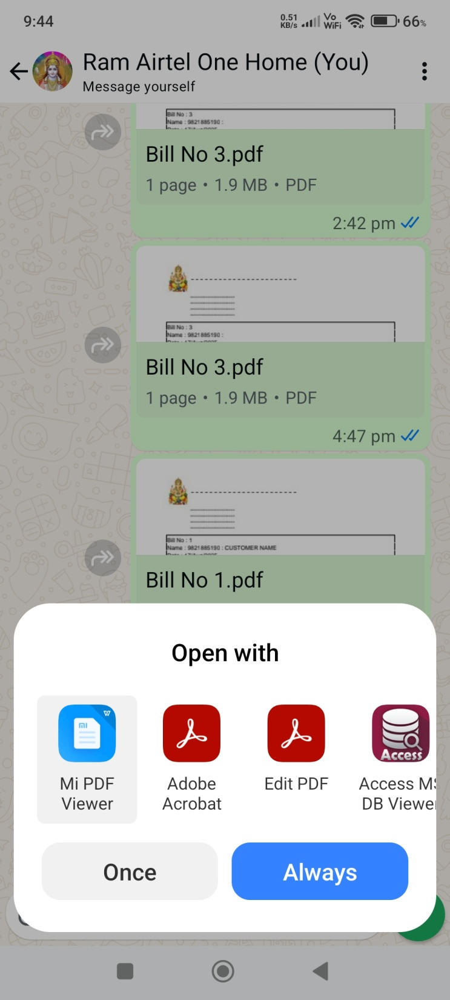 9:44
0.51
KB/s
Vo
WiFi
66%
Ram Airtel One Home (You)
Message yourself
Bill No : 3
Name : 9821885190 :
Bill No 3.pdf
1 page • 1.9 MB • PDF
2:42 pm
Bill No : 3
Name : 9821885190 :
Bill No 3.pdf
1 page • 1.9 MB • PDF
4:47 pm
Bill No : 1
Name : 9821885190 : CUSTOMER NAME
Bill No 1.pdf
Open with
mi
W
Access
Mi PDF
Viewer
Adobe
Acrobat
Edit PDF
Access
DB
Once
Always